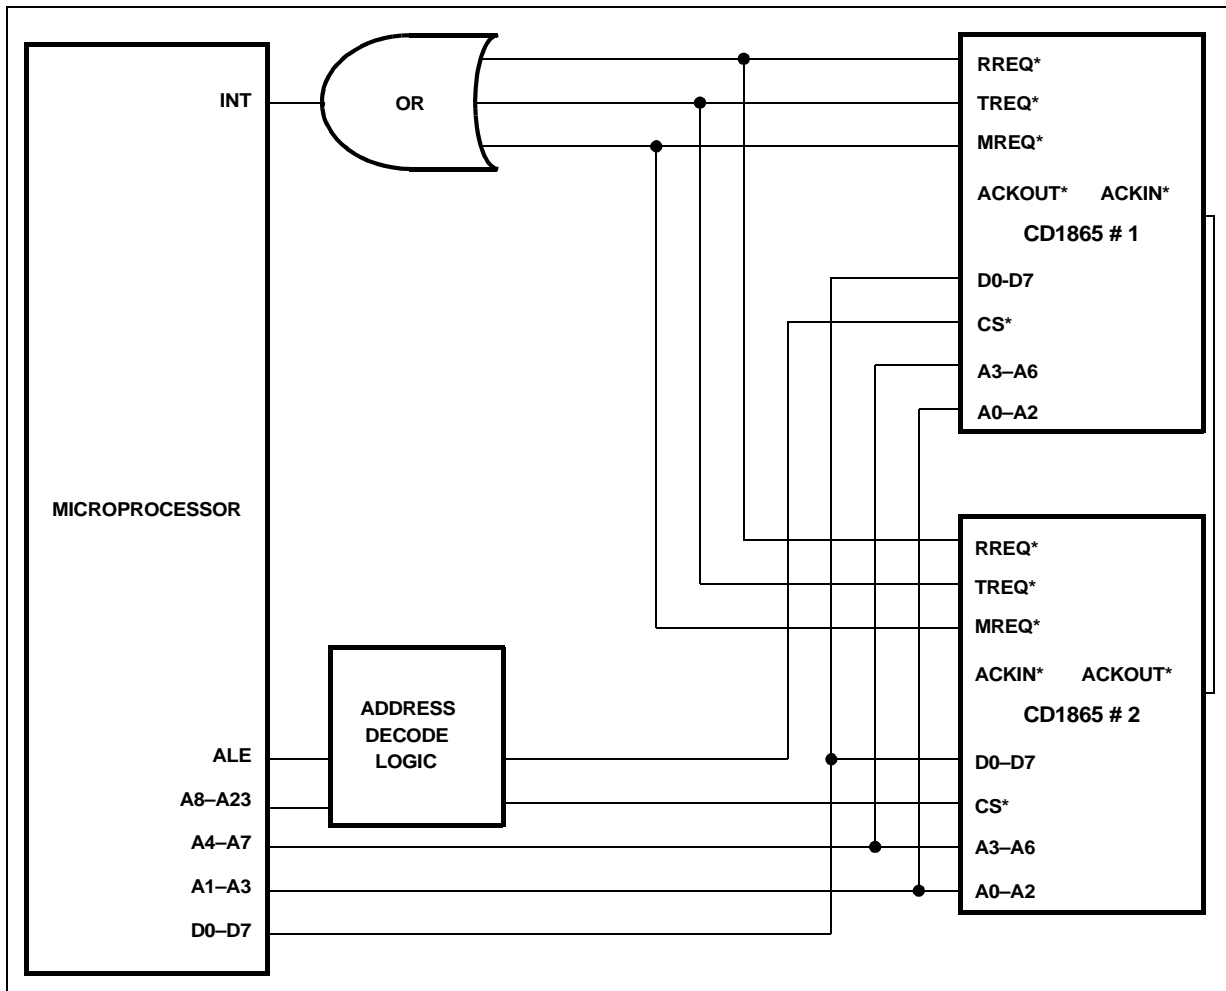 INT
OR
RREQ*
TREQ*
MREQ*
ACKOUT* ACKIN*
CD1865 # 1
D0-D7
CS*
A3–A6
A0–A2
MICROPROCESSOR
ADDRESS
DECODE
LOGIC
ALE
A8–A23
A4–A7
A1–A3
D0–D7
RREQ*
TREQ*
MREQ*
ACKIN* ACKOUT*
CD1865 # 2
D0–D7
CS*
A3–A6
A0–A2